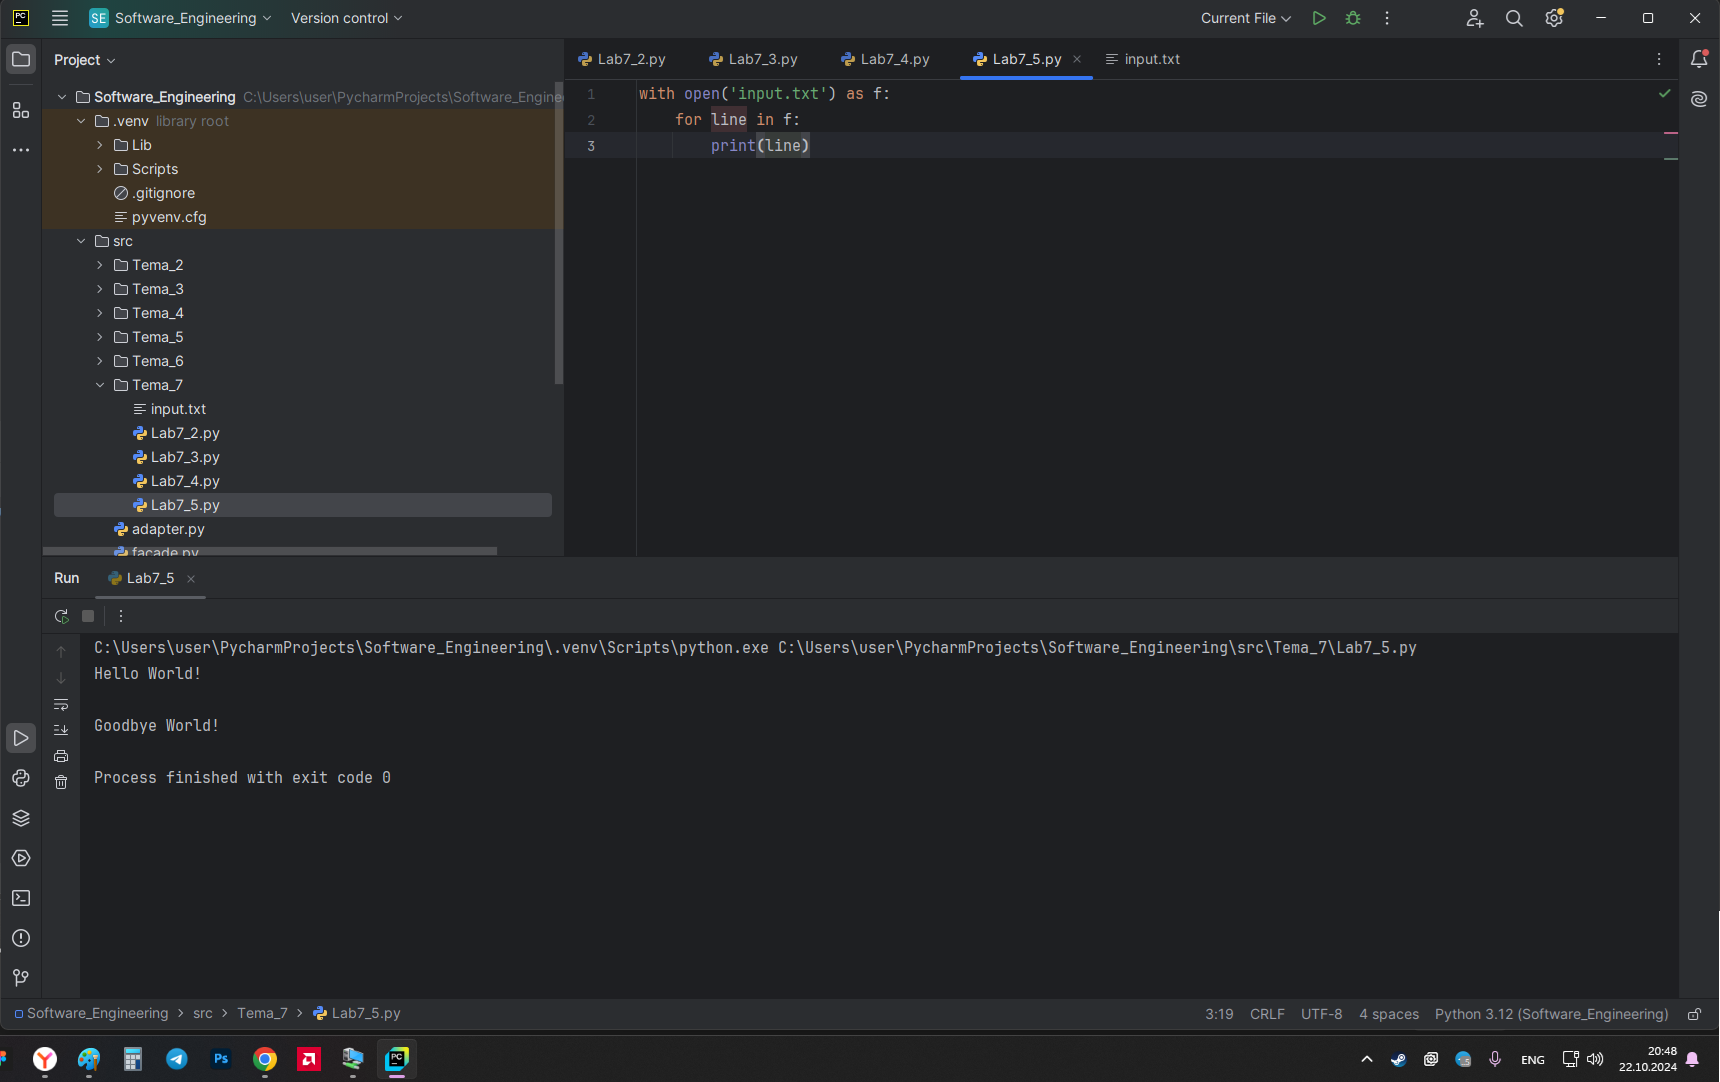 PC SE Software_Engineering Version control Current File
Project
Lab7_2.py Lab7_3.py Lab7_4.py Lab7_5.py input.txt
Software_Engineering C:\Users\user\PycharmProjects\Software_Engine
.venv library root
Lib
Scripts
.gitignore
pyvenv.cfg
src
Tema_2
Tema_3
Tema_4
Tema_5
Tema_6
Tema_7
input.txt
Lab7_2.py
Lab7_3.py
Lab7_4.py
Lab7_5.py
adapter.py
facade.py
1 with open('input.txt') as f:
2 for line in f:
3 print(line)
Run Lab7_5
C:\Users\user\PycharmProjects\Software_Engineering\.venv\Scripts\python.exe C:\Users\user\PycharmProjects\Software_Engineering\src\Tema_7\Lab7_5.py
Hello World!
Goodbye World!
Process finished with exit code 0
Software_Engineering > src > Tema_7 > Lab7_5.py 3:19 CRLF UTF-8 4 spaces Python 3.12 (Software_Engineering)
Y Ps PC ENG 20:48
22.10.2024